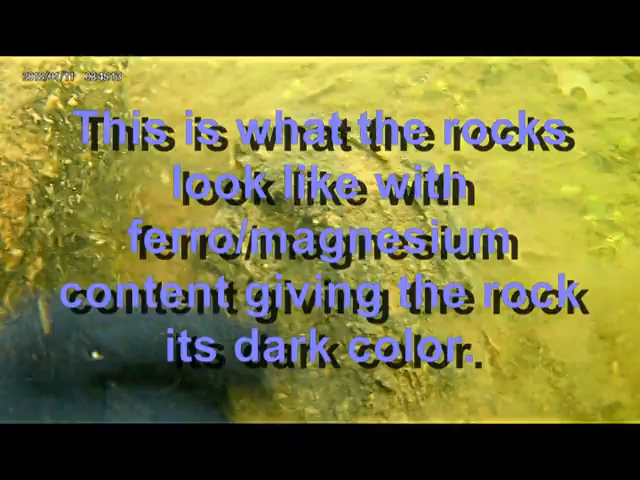 This is what the rocks
look like with
ferro/magnesium
content giving the rock
its dark color.